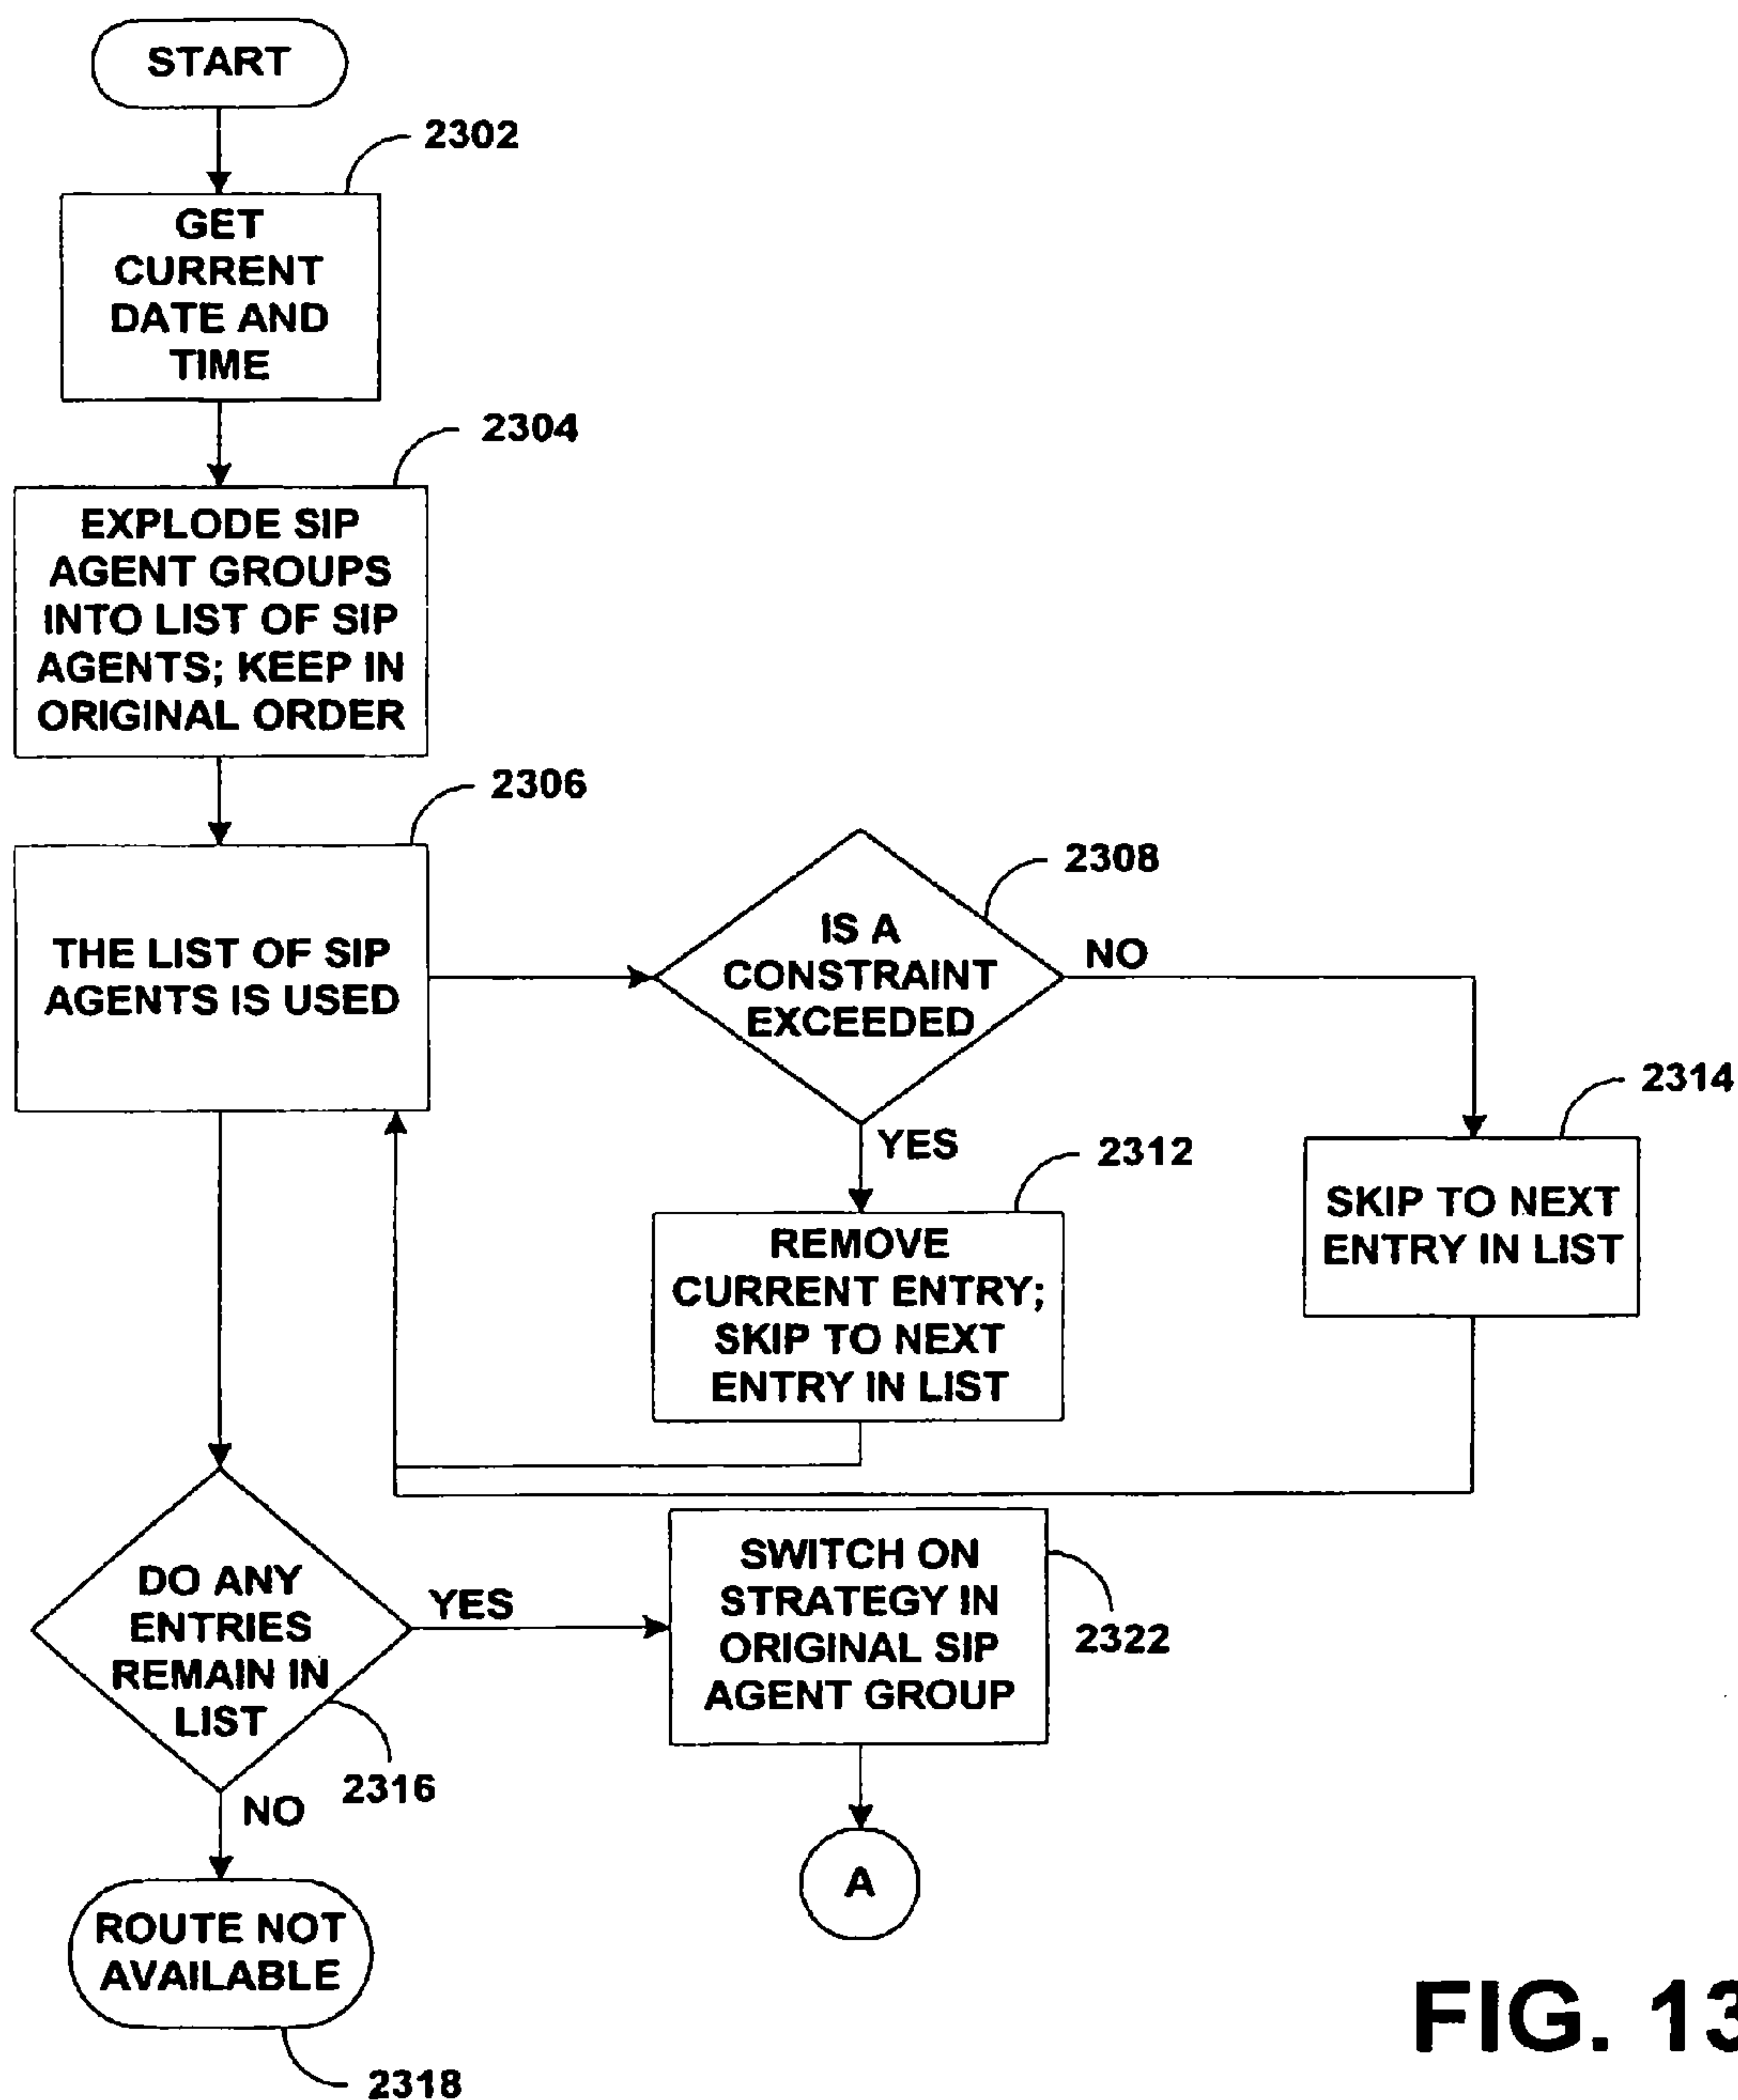 START
2302
GET
CURRENT
DATE AND
TIME
2304
EXPLODE SIP
AGENT GROUPS
INTO LIST OF SIP
AGENTS; KEEP IN
ORIGINAL ORDER
2306
THE LIST OF SIP
AGENTS IS USED
2308
IS A
CONSTRAINT
EXCEEDED
NO
YES
2314
SKIP TO NEXT
ENTRY IN LIST
2312
REMOVE
CURRENT ENTRY;
SKIP TO NEXT
ENTRY IN LIST
DO ANY
ENTRIES
REMAIN IN
LIST
2316
YES
NO
SWITCH ON
STRATEGY IN
ORIGINAL SIP
AGENT GROUP
2322
A
ROUTE NOT
AVAILABLE
2318
FIG. 13